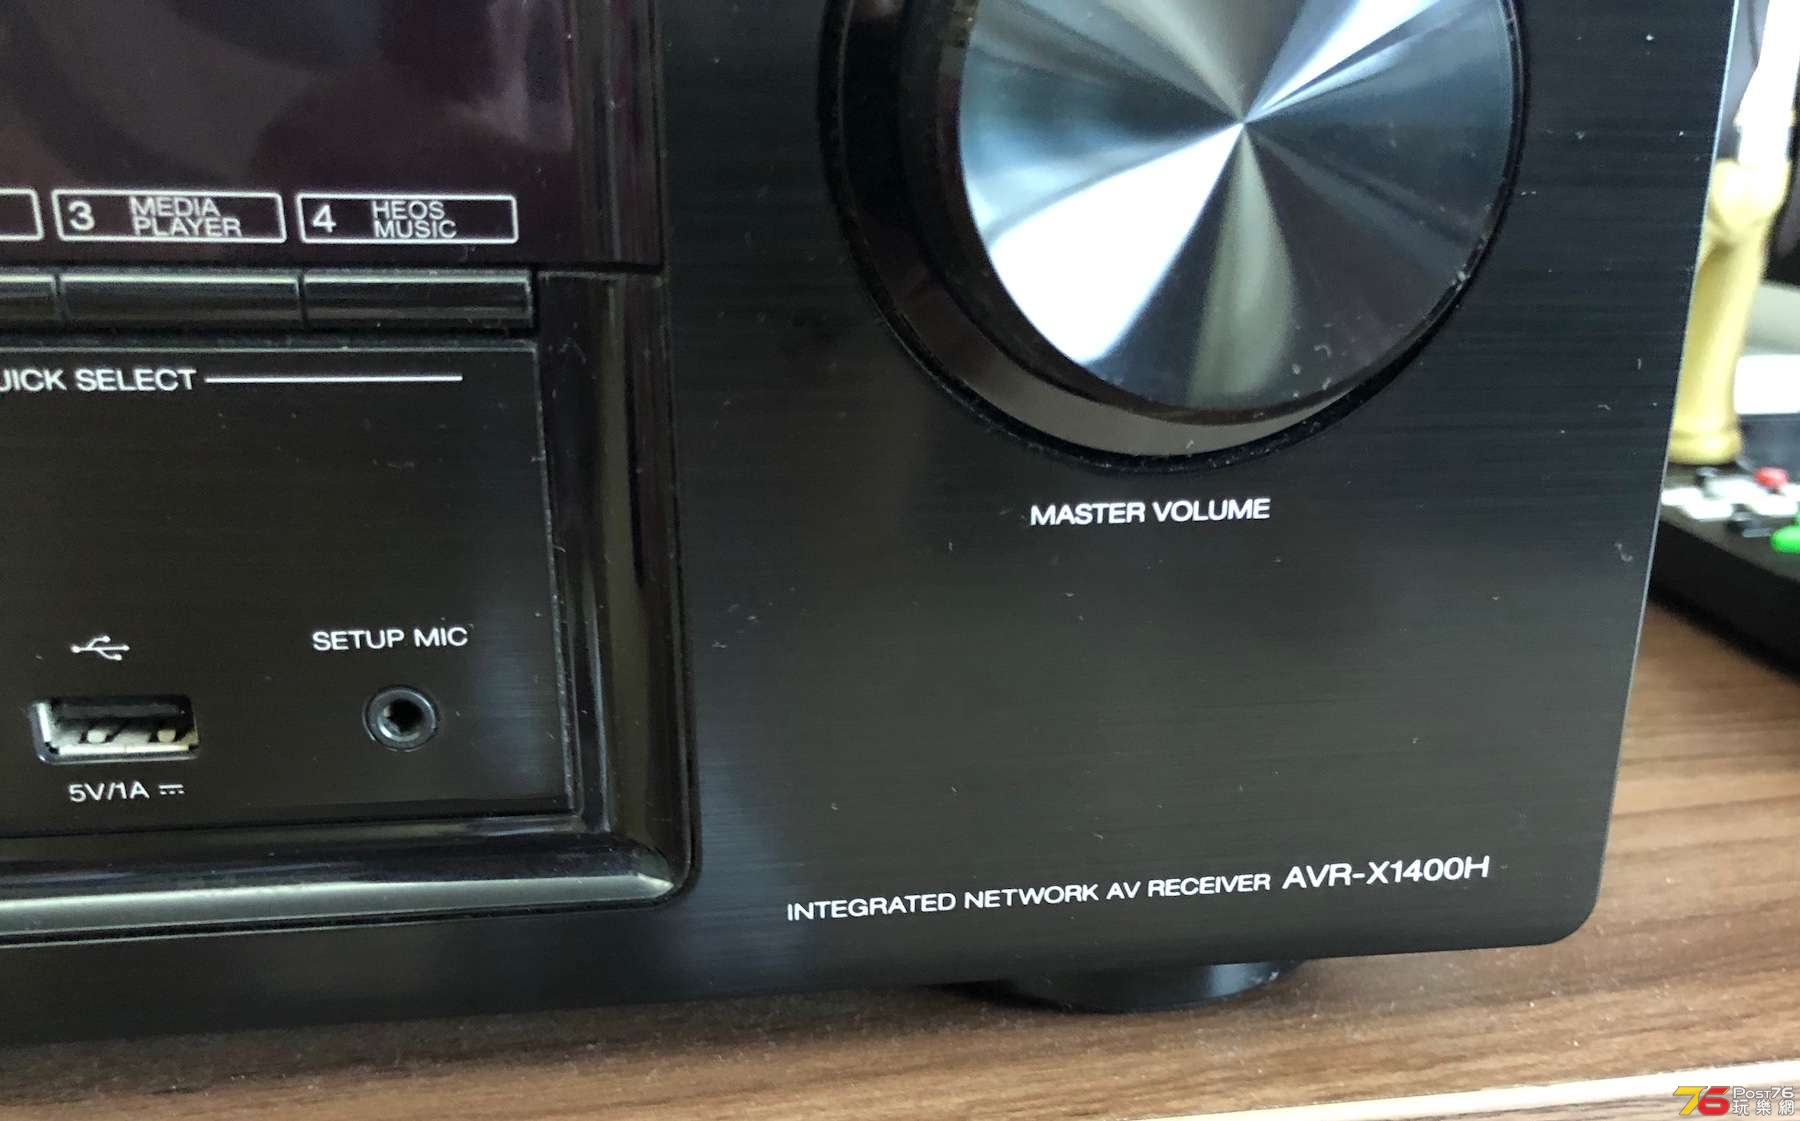 3 MEDIA
PLAYER
4 HEOS
MUSIC
UICK SELECT
MASTER VOLUME
SETUP MIC
5V/1A
INTEGRATED NETWORK AV RECEIVER AVR-X1400H
76 POST76
玩樂網